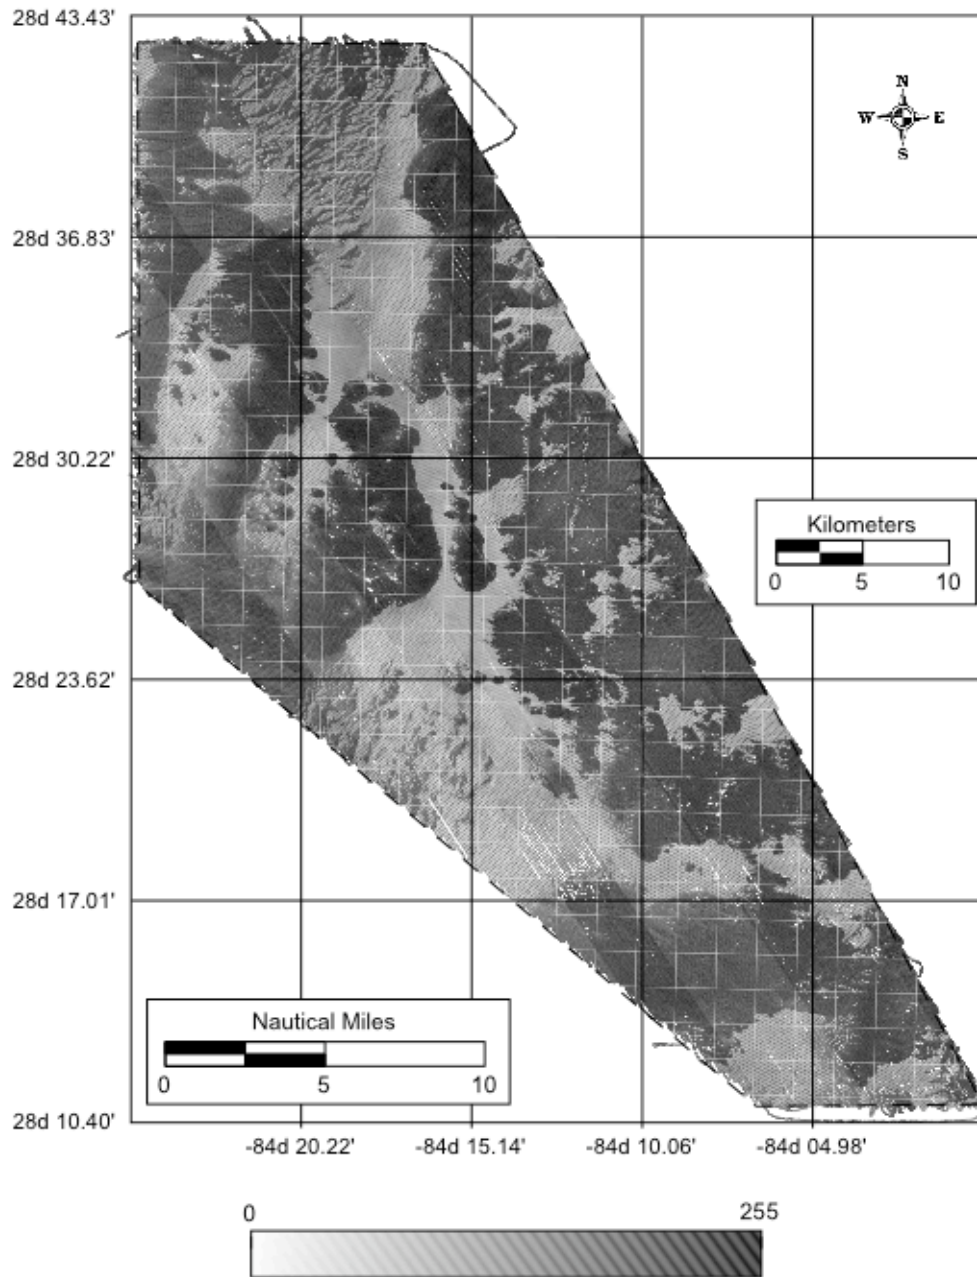 28d 43.43'
N
W E
S
28d 36.83'
28d 30.22'
Kilometers
0 5 10
28d 23.62'
28d 17.01'
Nautical Miles
0 5 10
28d 10.40'
-84d 20.22' -84d 15.14' -84d 10.06' -84d 04.98'
0 255